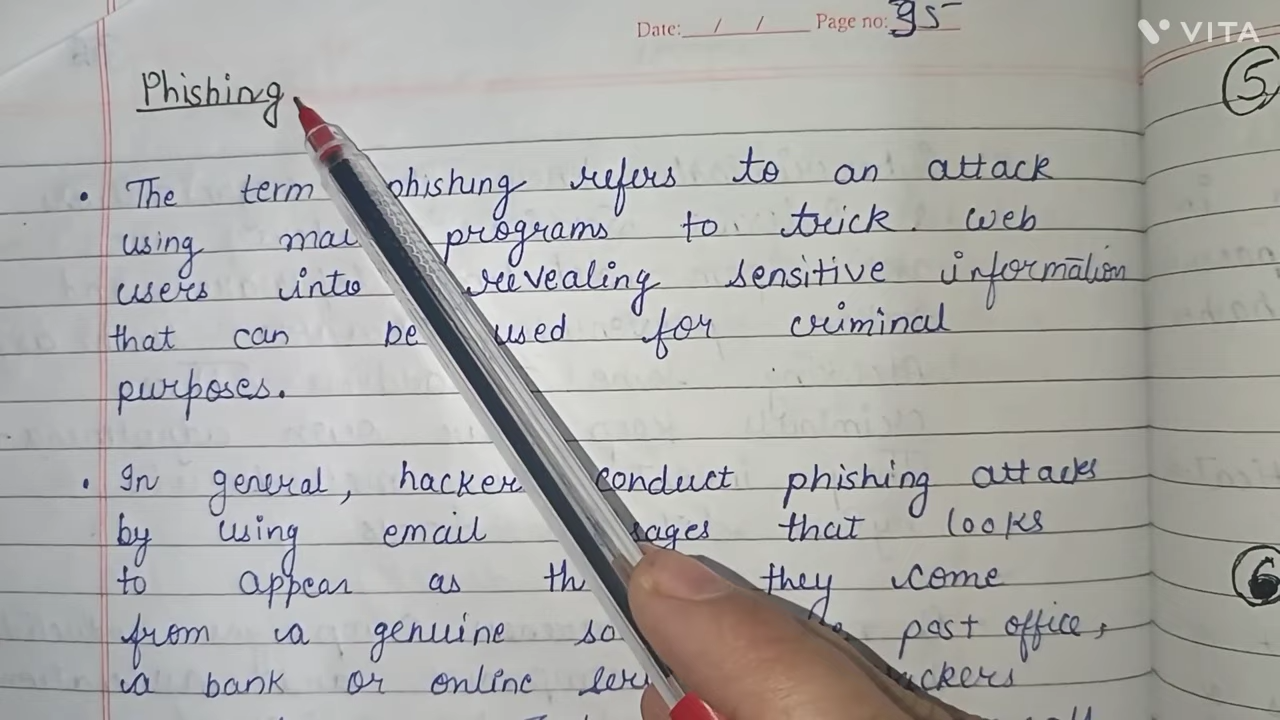 Date: / / Page no: 95
VITA
5
Phishing
• The term phishing refers to an attack
using programs to trick web
users into revealing sensitive information
that can be used for criminal
purposes.
• In general, hacker conduct phishing attacks
by using email that looks
to appear as they come
from a genuine post office,
6
a bank or online